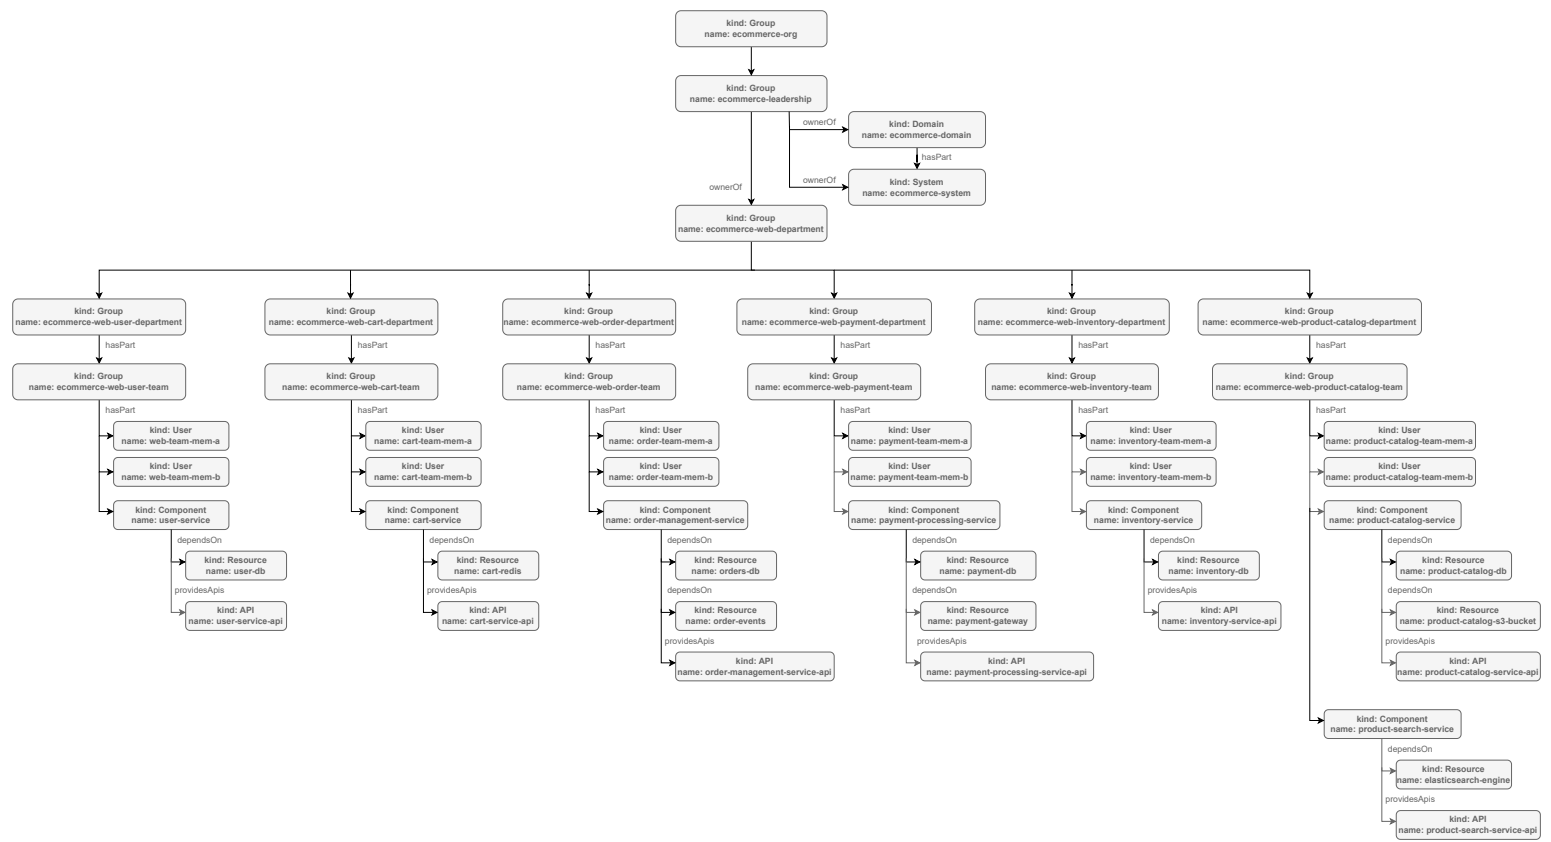 kind: Group
name: ecommerce-org
kind: Group
name: ecommerce-leadership
ownerOf
kind: Domain
name: ecommerce-domain
hasPart
ownerOf
kind: System
name: ecommerce-system
ownerOf
kind: Group
name: ecommerce-web-department
kind: Group
name: ecommerce-web-user-department
hasPart
kind: Group
name: ecommerce-web-user-team
hasPart
kind: User
name: web-team-mem-a
kind: User
name: web-team-mem-b
kind: Component
name: user-service
dependsOn
kind: Resource
name: user-db
providesApis
kind: API
name: user-service-api
kind: Group
name: ecommerce-web-cart-department
hasPart
kind: Group
name: ecommerce-web-cart-team
hasPart
kind: User
name: cart-team-mem-a
kind: User
name: cart-team-mem-b
kind: Component
name: cart-service
dependsOn
kind: Resource
name: cart-redis
providesApis
kind: API
name: cart-service-api
kind: Group
name: ecommerce-web-order-department
hasPart
kind: Group
name: ecommerce-web-order-team
hasPart
kind: User
name: order-team-mem-a
kind: User
name: order-team-mem-b
kind: Component
name: order-management-service
dependsOn
kind: Resource
name: orders-db
dependsOn
kind: Resource
name: order-events
providesApis
kind: API
name: order-management-service-api
kind: Group
name: ecommerce-web-payment-department
hasPart
kind: Group
name: ecommerce-web-payment-team
hasPart
kind: User
name: payment-team-mem-a
kind: User
name: payment-team-mem-b
kind: Component
name: payment-processing-service
dependsOn
kind: Resource
name: payment-db
dependsOn
kind: Resource
name: payment-gateway
providesApis
kind: API
name: payment-processing-service-api
kind: Group
name: ecommerce-web-inventory-department
hasPart
kind: Group
name: ecommerce-web-inventory-team
hasPart
kind: User
name: inventory-team-mem-a
kind: User
name: inventory-team-mem-b
kind: Component
name: inventory-service
dependsOn
kind: Resource
name: inventory-db
providesApis
kind: API
name: inventory-service-api
kind: Group
name: ecommerce-web-product-catalog-department
hasPart
kind: Group
name: ecommerce-web-product-catalog-team
hasPart
kind: User
name: product-catalog-team-mem-a
kind: User
name: product-catalog-team-mem-b
kind: Component
name: product-catalog-service
dependsOn
kind: Resource
name: product-catalog-db
dependsOn
kind: Resource
name: product-catalog-s3-bucket
providesApis
kind: API
name: product-catalog-service-api
kind: Component
name: product-search-service
dependsOn
kind: Resource
name: elasticsearch-engine
providesApis
kind: API
name: product-search-service-api